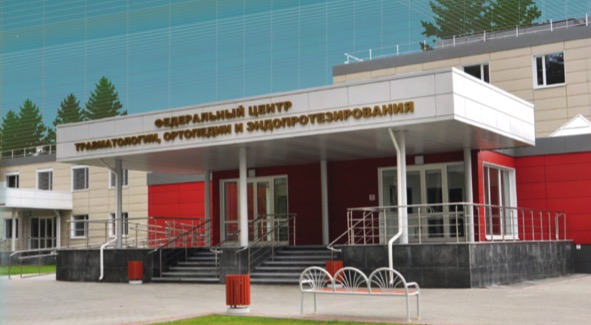 ФЕДЕРАЛЬНЫЙ ЦЕНТР
ТРАВМАТОЛОГИИ, ОРТОПЕДИИ И ЭНДОПРОТЕЗИРОВАНИЯ